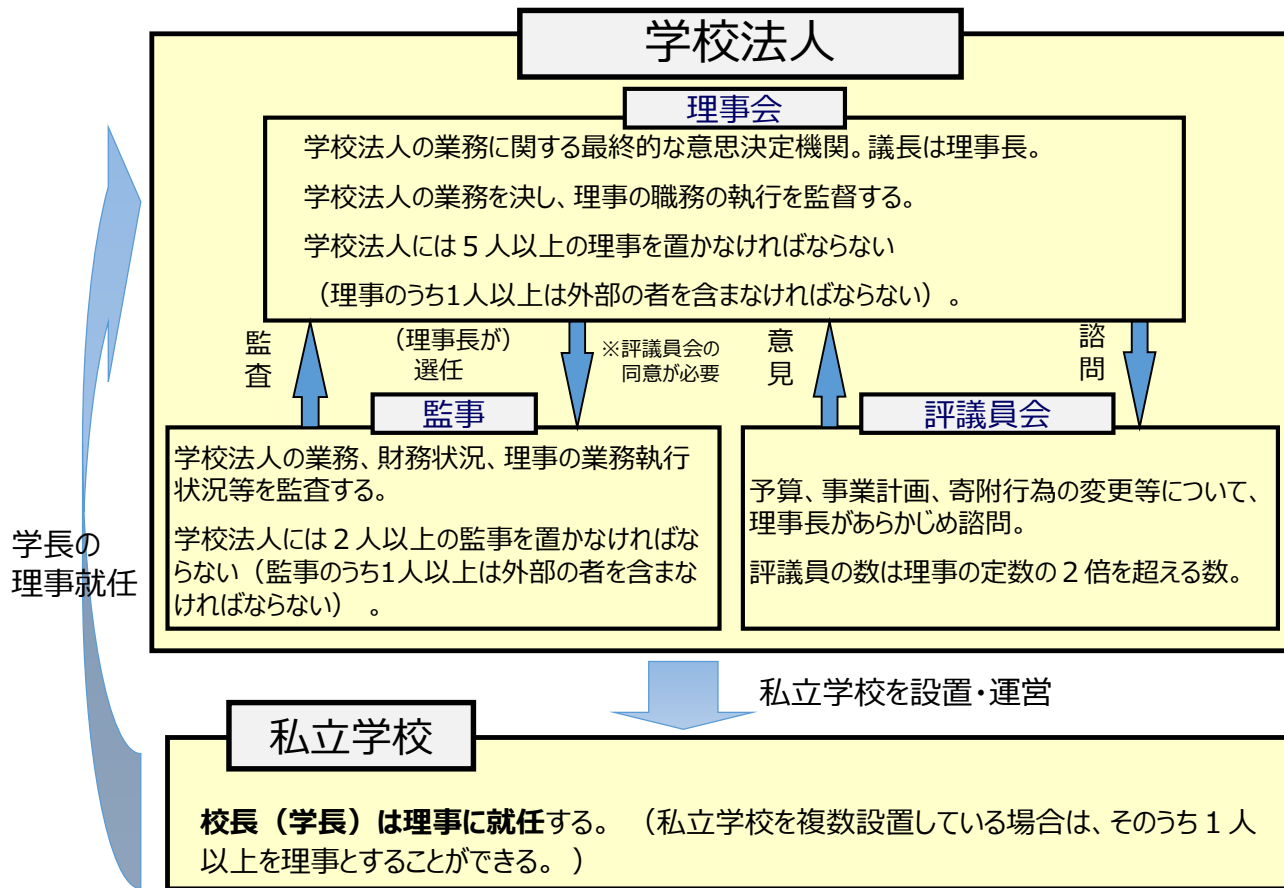 学校法人
理事会
学校法人の業務に関する最終的な意思決定機関。議長は理事長。
学校法人の業務を決し、理事の職務の執行を監督する。
学校法人には５人以上の理事を置かなければならない
（理事のうち1人以上は外部の者を含まなければならない）。
監査
（理事長が）
選任
※評議員会の
同意が必要
意見
諮問
監事
学校法人の業務、財務状況、理事の業務執行
状況等を監査する。
学校法人には２人以上の監事を置かなければな
らない（監事のうち1人以上は外部の者を含まな
ければならない） 。
評議員会
予算、事業計画、寄附行為の変更等について、
理事長があらかじめ諮問。
評議員の数は理事の定数の２倍を超える数。
学長の
理事就任
私立学校を設置・運営
私立学校
校長（学長）は理事に就任する。 （私立学校を複数設置している場合は、そのうち１人
以上を理事とすることができる。）